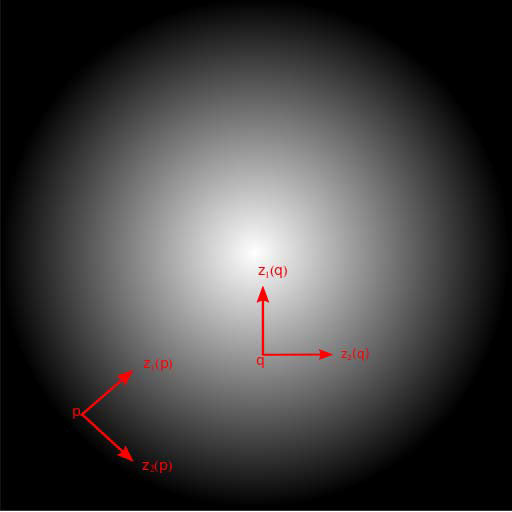 z₁(q)
q
z₂(q)
z₁(p)
p
z₂(p)